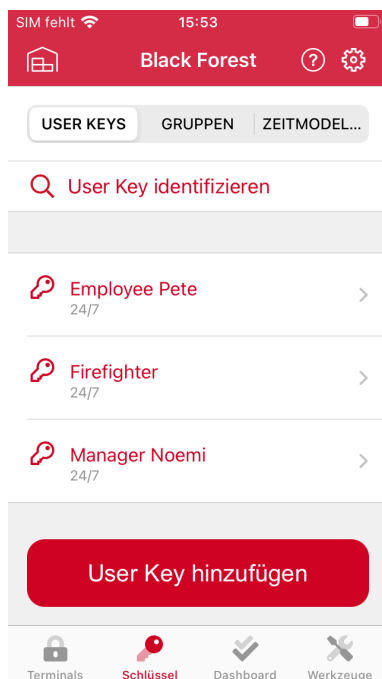 SIM fehlt 15:53
Black Forest ?
USER KEYS GRUPPEN ZEITMODEL...
User Key identifizieren
Employee Pete
24/7
Firefighter
24/7
Manager Noemi
24/7
User Key hinzufügen
Terminals Schlüssel Dashboard Werkzeuge